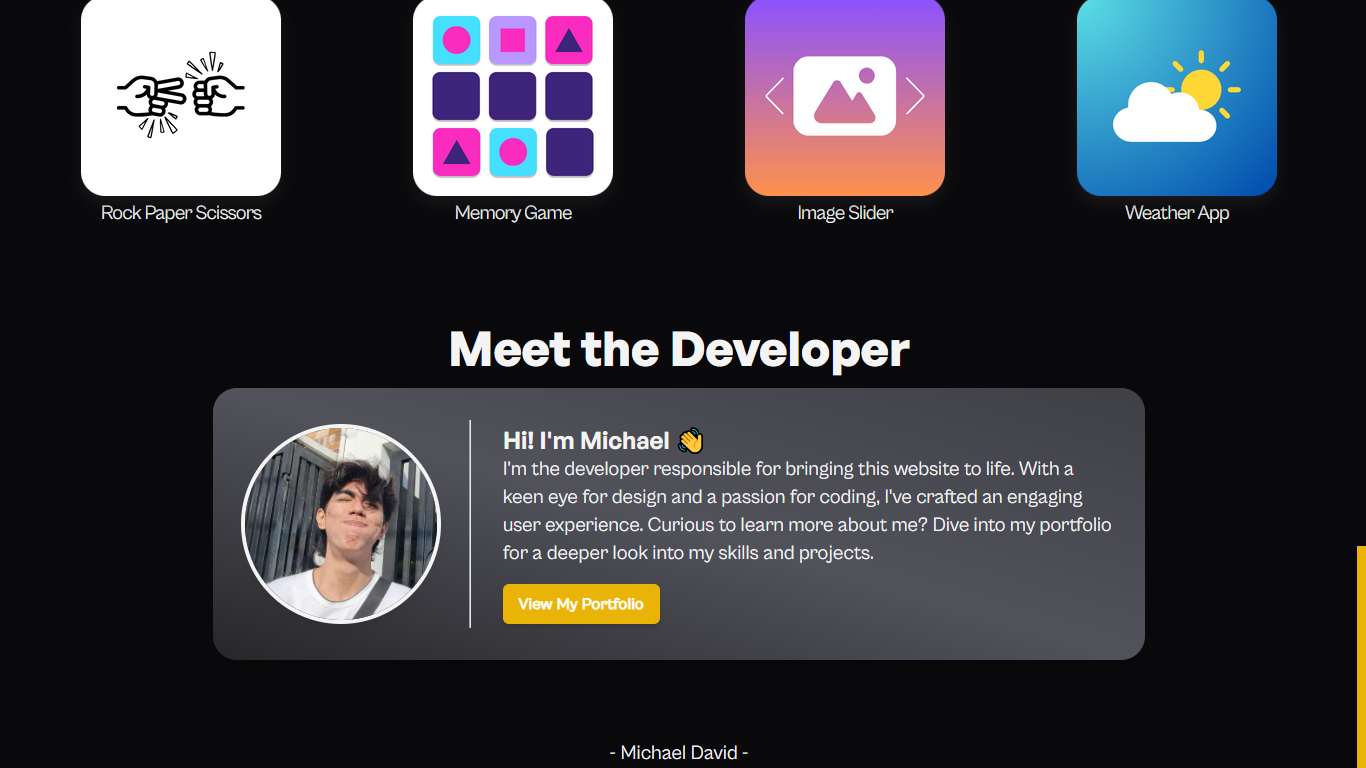 Rock Paper Scissors
Memory Game
Image Slider
Weather App
Meet the Developer
Hi! I'm Michael 👋
I'm the developer responsible for bringing this website to life. With a
keen eye for design and a passion for coding, I've crafted an engaging
user experience. Curious to learn more about me? Dive into my portfolio
for a deeper look into my skills and projects.
View My Portfolio
- Michael David -